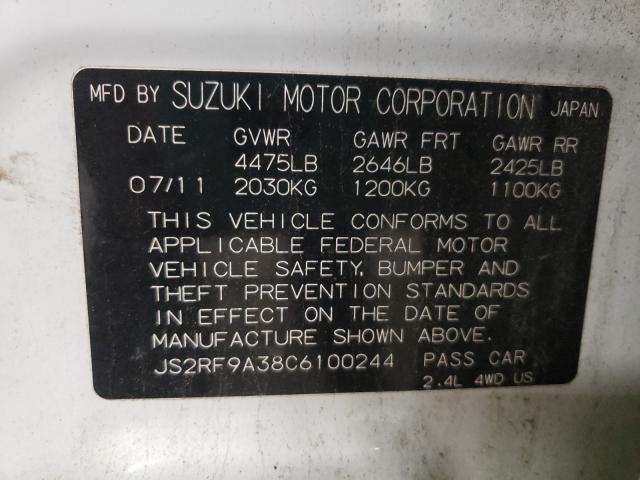 MFD BY SUZUKI MOTOR CORPORATION JAPAN
DATE GVWR GAWR FRT GAWR RR
4475LB 2646LB 2425LB
07/11 2030KG 1200KG 1100KG
THIS VEHICLE CONFORMS TO ALL
APPLICABLE FEDERAL MOTOR
VEHICLE SAFETY, BUMPER AND
THEFT PREVENTION STANDARDS
IN EFFECT ON THE DATE OF
MANUFACTURE SHOWN ABOVE.
JS2RF9A38C6100244 PASS CAR
2.4L 4WD US